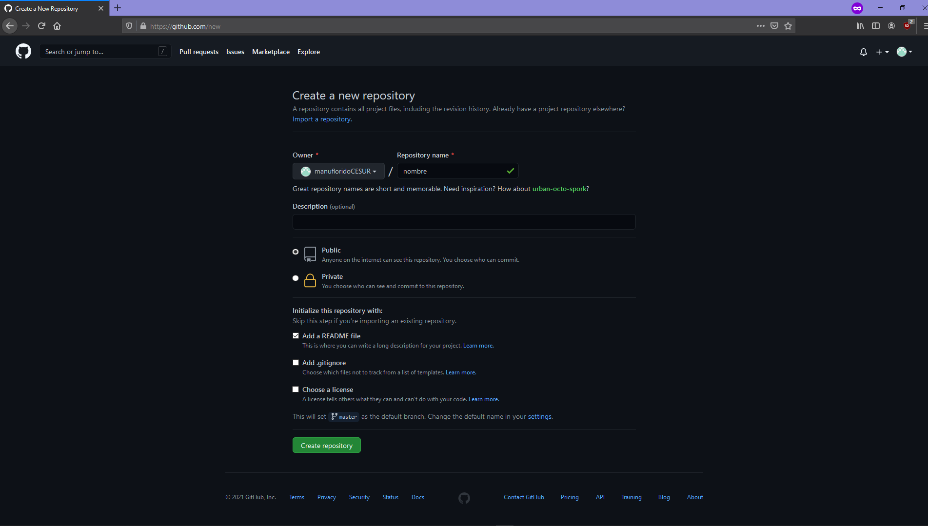 Create a New Repository
https://github.com/new
Search or jump to...
/
Pull requests
Issues
Marketplace
Explore
Create a new repository
A repository contains all project files, including the revision history. Already have a project repository elsewhere?
Import a repository.
Owner *
Repository name *
manufloridoCESUR
/
nombre
Great repository names are short and memorable. Need inspiration? How about urban-octo-spork?
Description (optional)
Public
Anyone on the internet can see this repository. You choose who can commit.
Private
You choose who can see and commit to this repository.
Initialize this repository with:
Skip this step if you're importing an existing repository.
Add a README file
This is where you can write a long description for your project. Learn more.
Add .gitignore
Choose which files not to track from a list of templates. Learn more.
Choose a license
A license tells others what they can and can't do with your code. Learn more.
This will set master as the default branch. Change the default name in your settings.
Create repository
© 2021 GitHub, Inc.
Terms
Privacy
Security
Status
Docs
Contact GitHub
Pricing
API
Training
Blog
About